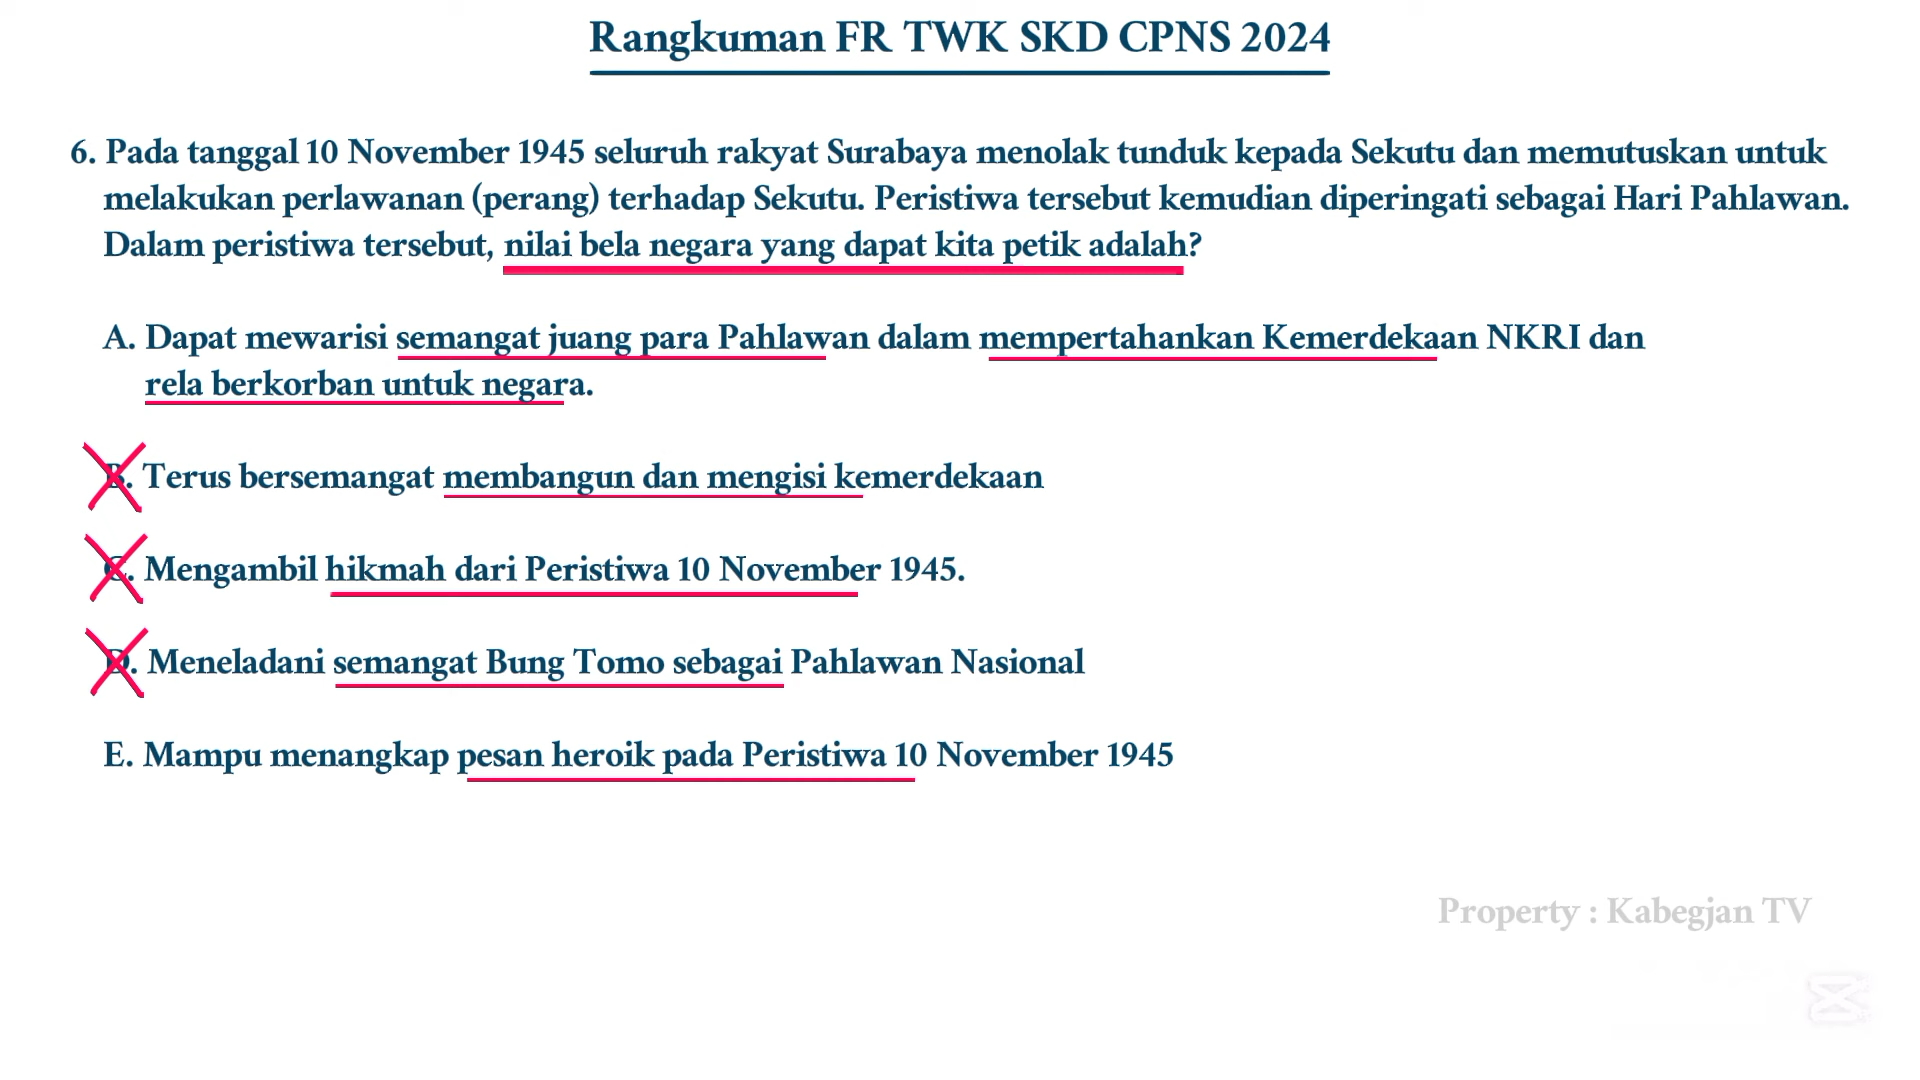 Rangkuman FR TWK SKD CPNS 2024
6. Pada tanggal 10 November 1945 seluruh rakyat Surabaya menolak tunduk kepada Sekutu dan memutuskan untuk
melakukan perlawanan (perang) terhadap Sekutu. Peristiwa tersebut kemudian diperingati sebagai Hari Pahlawan.
Dalam peristiwa tersebut, nilai bela negara yang dapat kita petik adalah?
A. Dapat mewarisi semangat juang para Pahlawan dalam mempertahankan Kemerdekaan NKRI dan
rela berkorban untuk negara.
B. Terus bersemangat membangun dan mengisi kemerdekaan
C. Mengambil hikmah dari Peristiwa 10 November 1945.
D. Meneladani semangat Bung Tomo sebagai Pahlawan Nasional
E. Mampu menangkap pesan heroik pada Peristiwa 10 November 1945
Property : Kabegjan TV